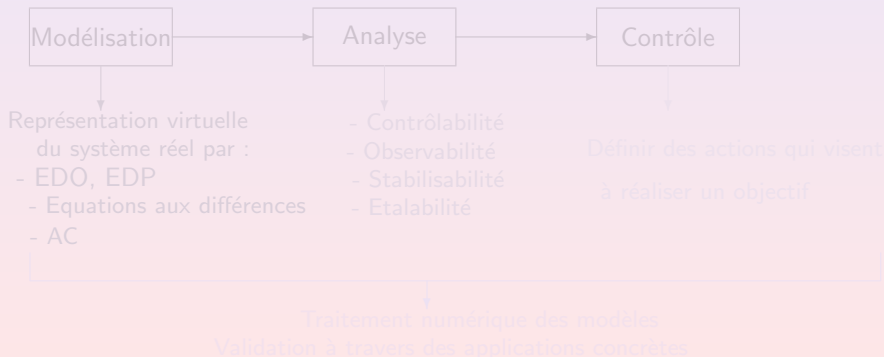 Modélisation
Analyse
Contrôle
Représentation virtuelle
du système réel par :
- EDO, EDP
- Equations aux différences
- AC
- Contrôlabilité
- Observabilité
- Stabilisabilité
- Etalabilité
Définir des actions qui visent
à réaliser un objectif
Traitement numérique des modèles
Validation à travers des applications concrètes